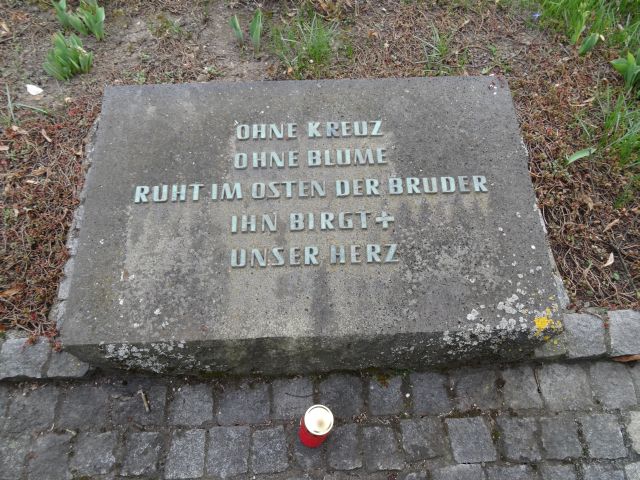 OHNE KREUZ
OHNE BLUME
RUHT IM OSTEN DER BRUDER
IHN BIRGT +
UNSER HERZ